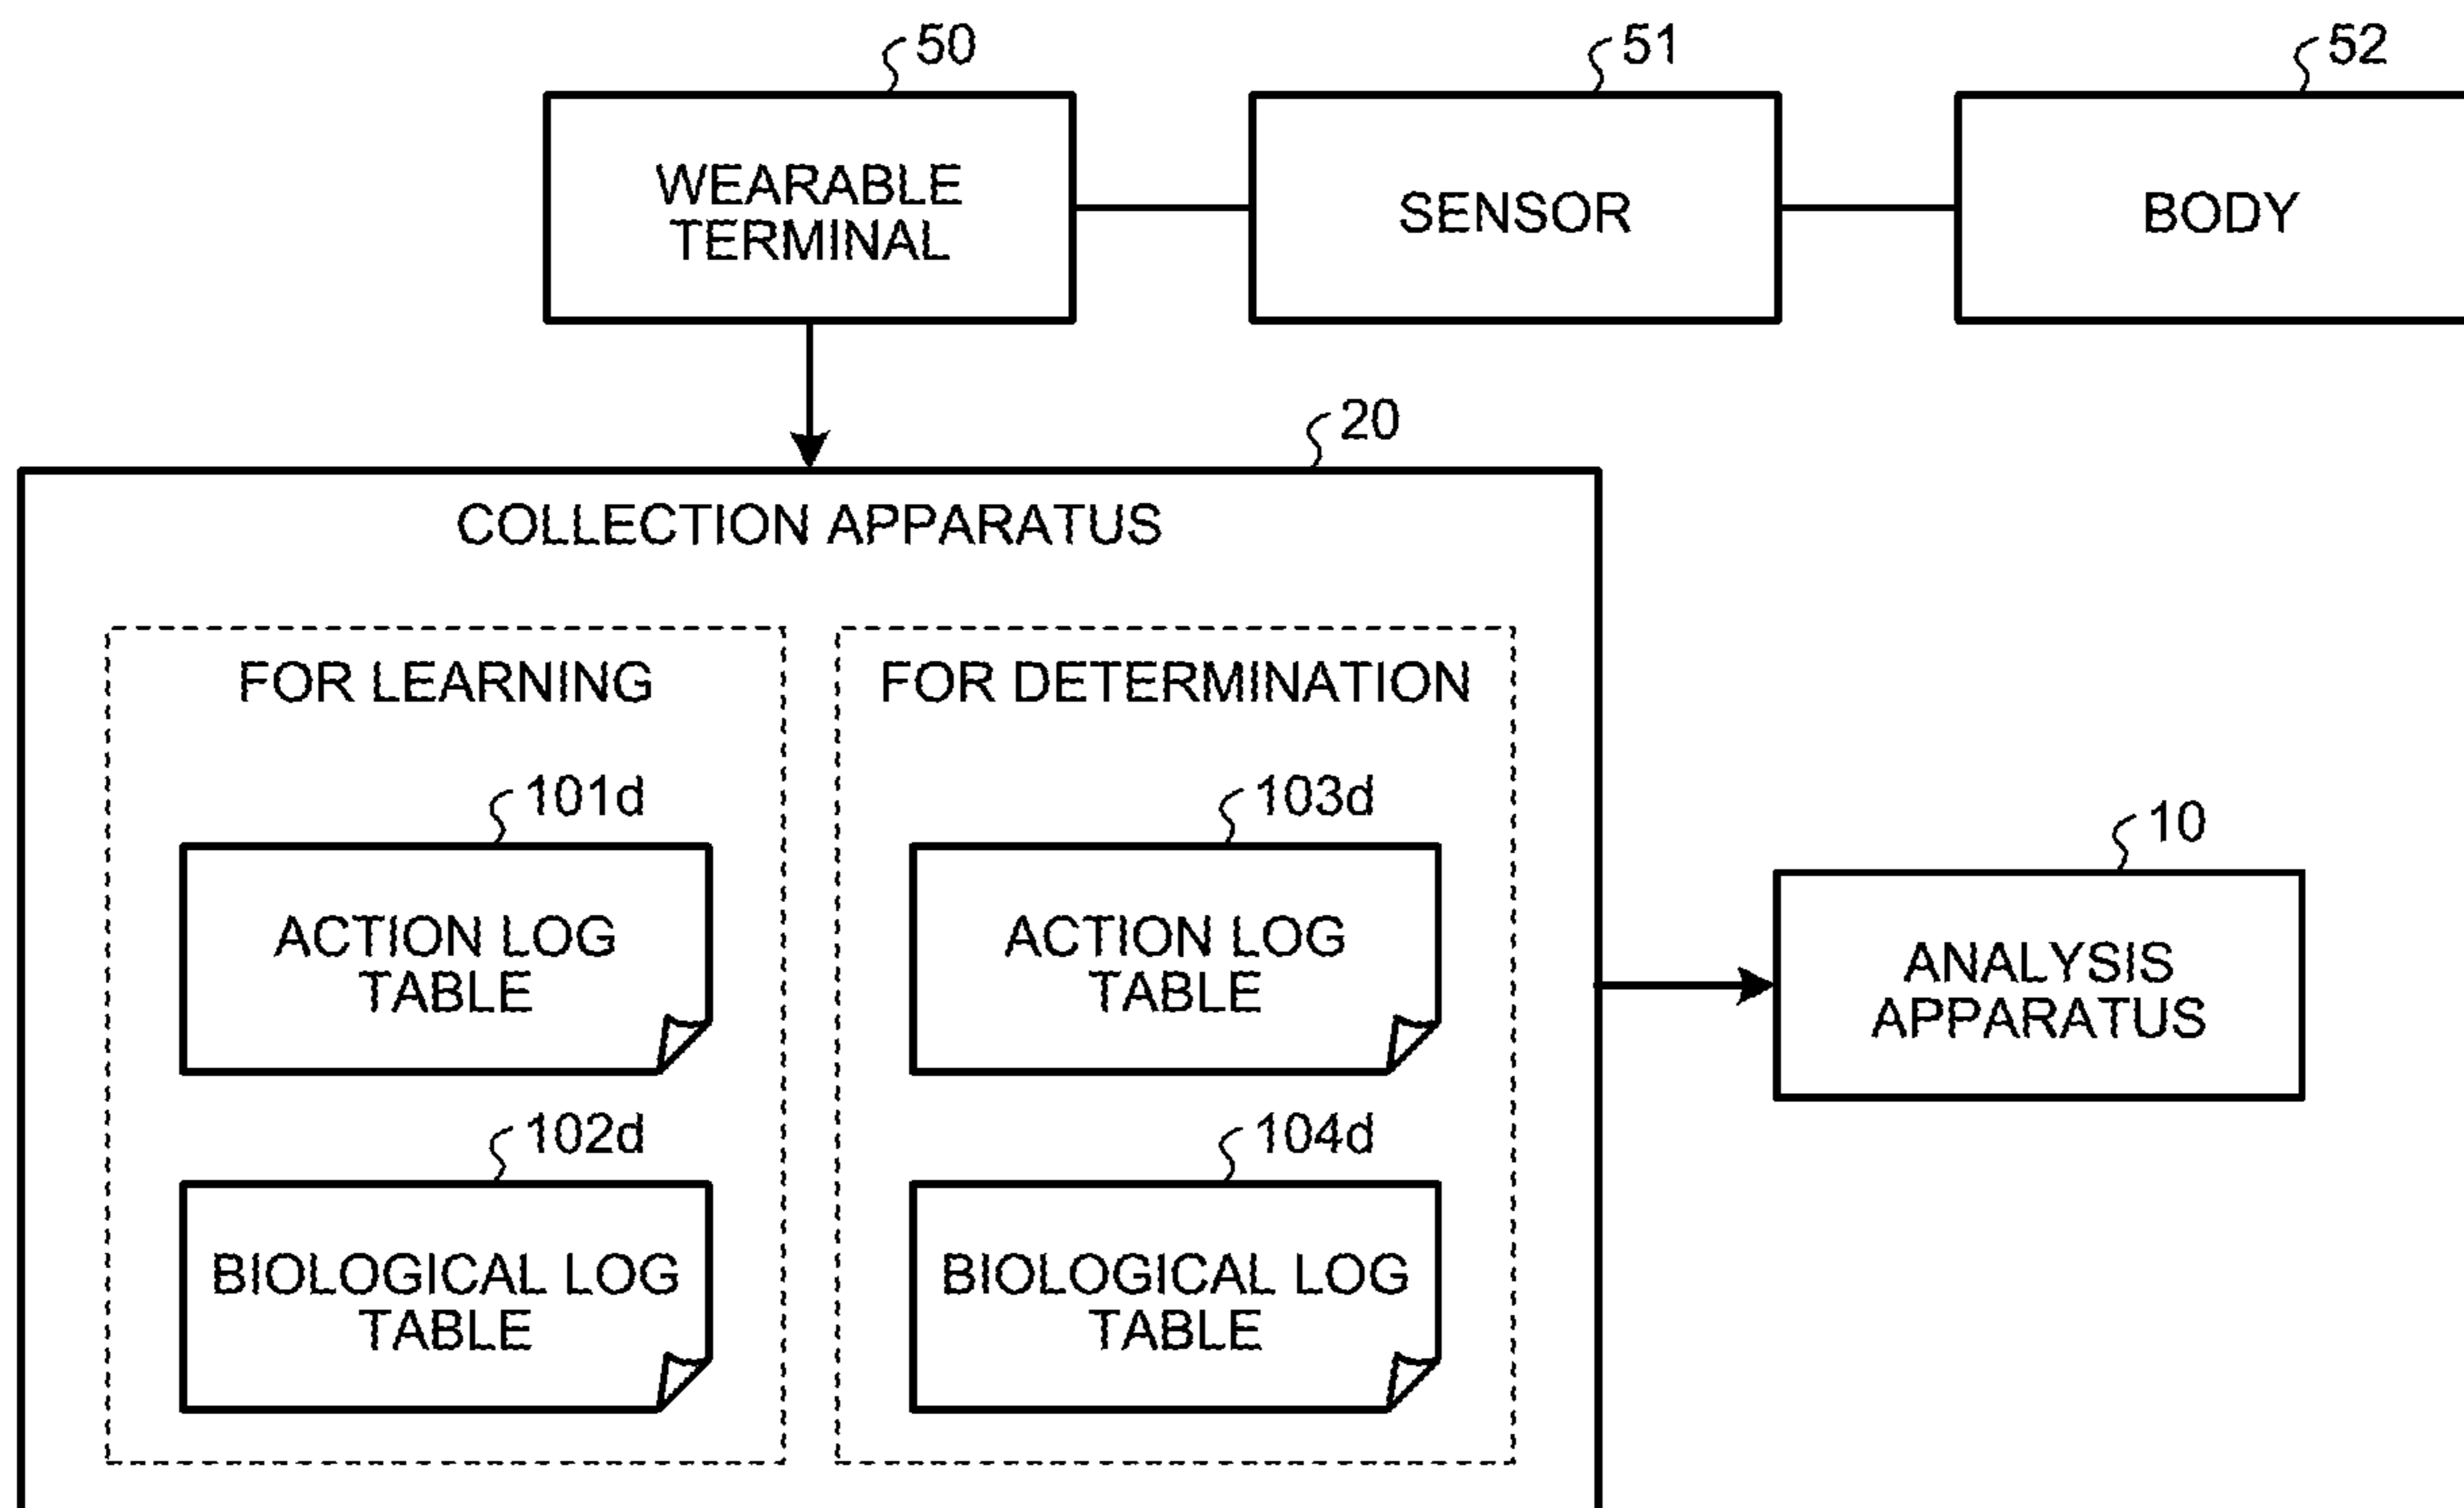 50
51
52
WEARABLE
TERMINAL
SENSOR
BODY
20
COLLECTION APPARATUS
FOR LEARNING
FOR DETERMINATION
101d
103d
ACTION LOG
TABLE
ACTION LOG
TABLE
10
ANALYSIS
APPARATUS
102d
104d
BIOLOGICAL LOG
TABLE
BIOLOGICAL LOG
TABLE